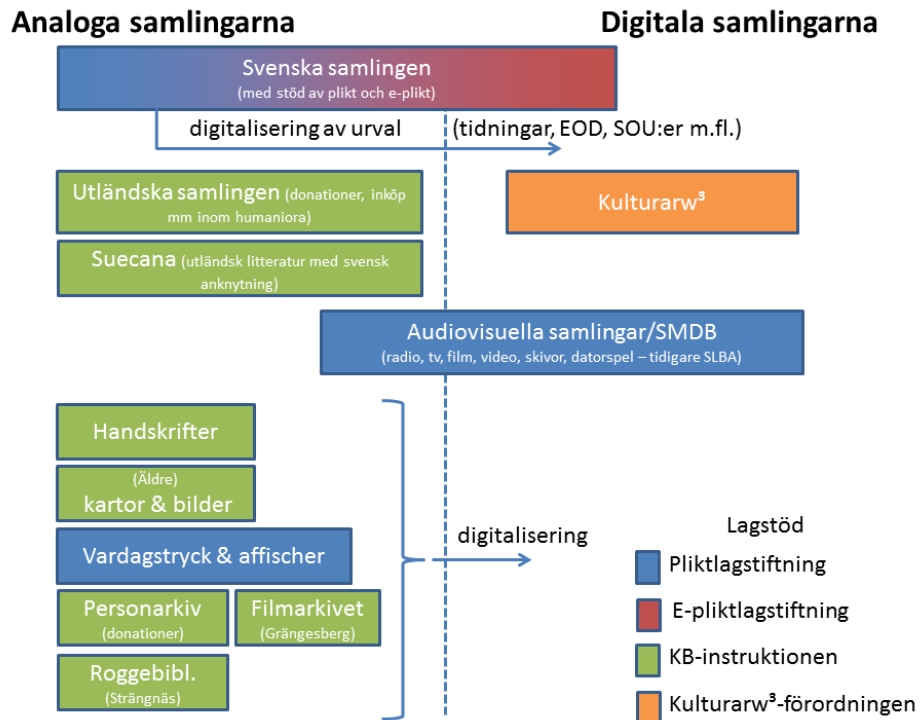 Analoga samlingarna
Digitala samlingarna
Svenska samlingen
(med stöd av plikt och e-plikt)
digitalisering av urval
(tidningar, EOD, SOU:er m.fl.)
Utländska samlingen (donationer, inköp
mm inom humaniora)
Kulturarw³
Suecana (utländsk litteratur med svensk
anknytning)
Audiovisuella samlingar/SMDB
(radio, tv, film, video, skivor, datorspel – tidigare SLBA)
Handskrifter
(Äldre)
kartor & bilder
Vardagstryck & affischer
Personarkiv
(donationer)
Filmarkivet
(Grängesberg)
Roggebibl.
(Strängnäs)
digitalisering
Lagstöd
Pliktlagstiftning
E-pliktlagstiftning
KB-instruktionen
Kulturarw³-förordningen